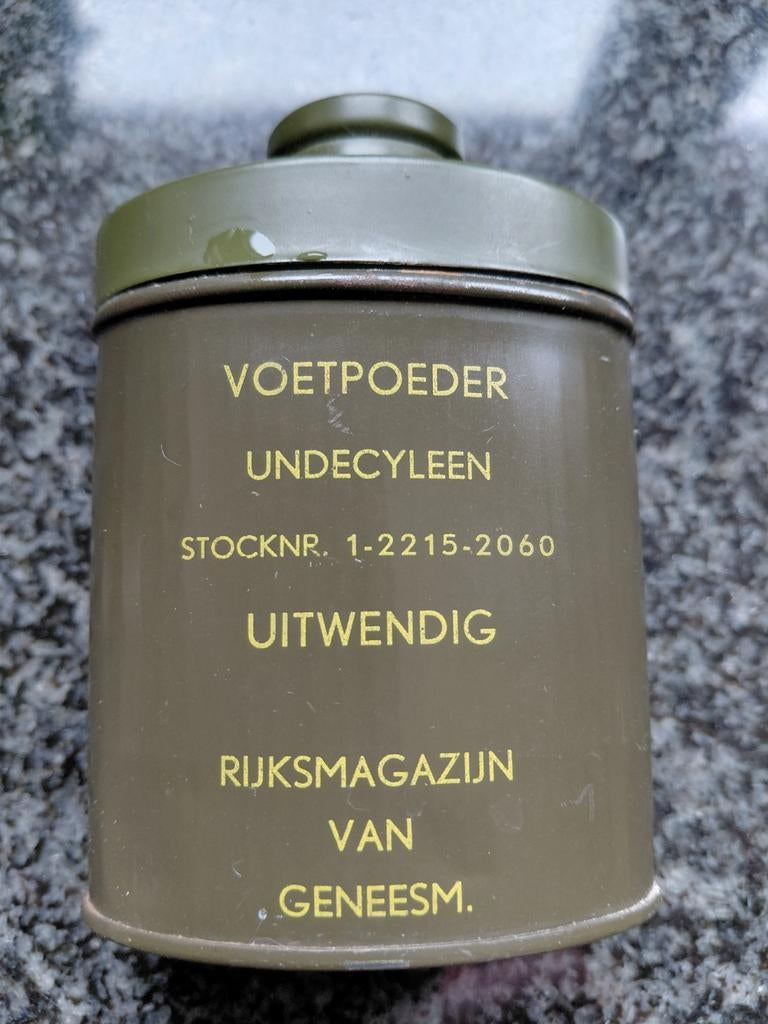 VOETPOEDER
UNDECYLEEN
STOCKNR. 1-2215-2060
UITWENDIG
RIJKSMAGAZIJN
VAN
GENEESM.